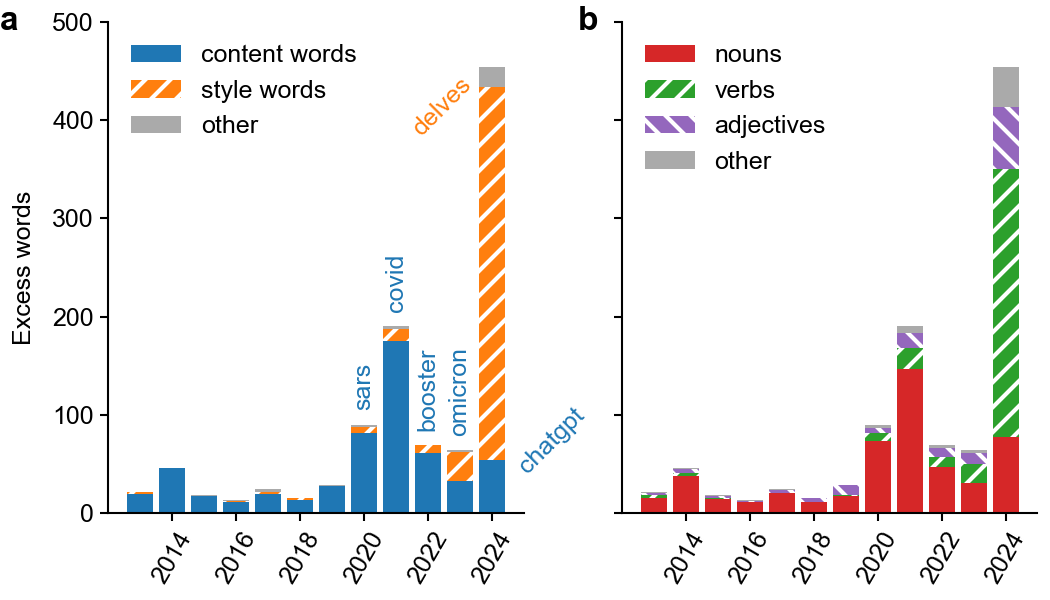 a
500
400
300
200
100
0
Excess words
content words
style words
other
delves
covid
sars
booster
omicron
chatgpt
2014
2016
2018
2020
2022
2024
b
nouns
verbs
adjectives
other
2014
2016
2018
2020
2022
2024